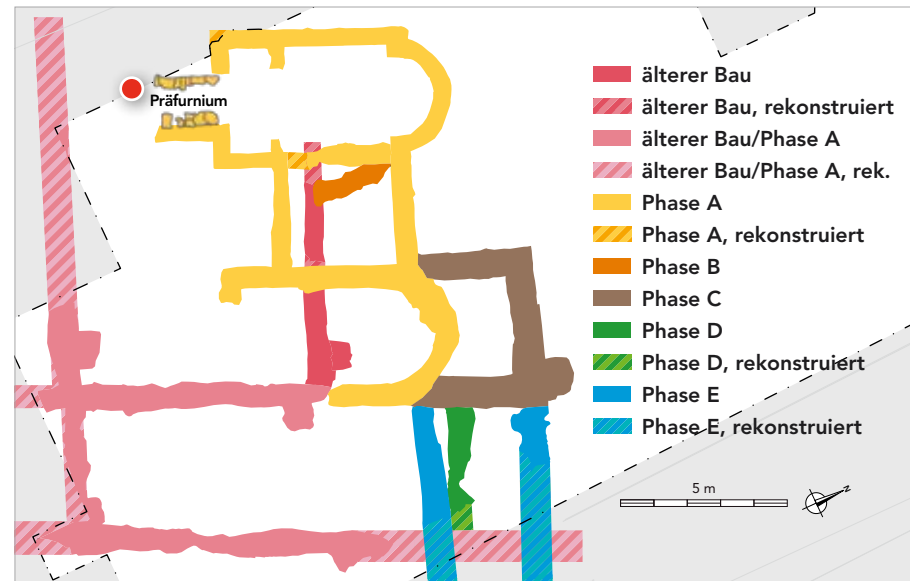 Präfurnium
älterer Bau
älterer Bau, rekonstruiert
älterer Bau/Phase A
älterer Bau/Phase A, rek.
Phase A
Phase A, rekonstruiert
Phase B
Phase C
Phase D
Phase D, rekonstruiert
Phase E
Phase E, rekonstruiert
5 m
N